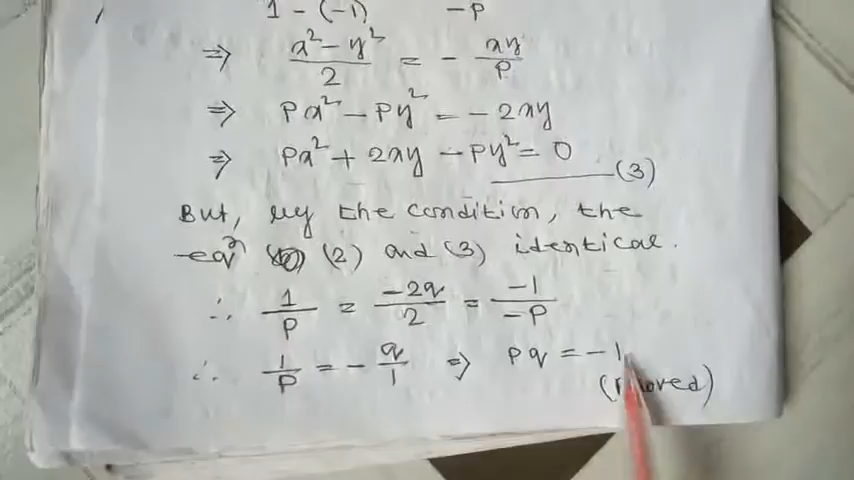 1 - (-1) -P
⇒ x² - y² / 2 = - xy / P
⇒ Px² - Py² = - 2xy
⇒ Px² + 2xy - Py² = 0 (3)
But, by the condition, the
eqⁿ (2) and (3) identical.
∴ 1/P = -2q/2 = -1/-P
∴ 1/P = - q/1 ⇒ Pq = -1
(Proved)